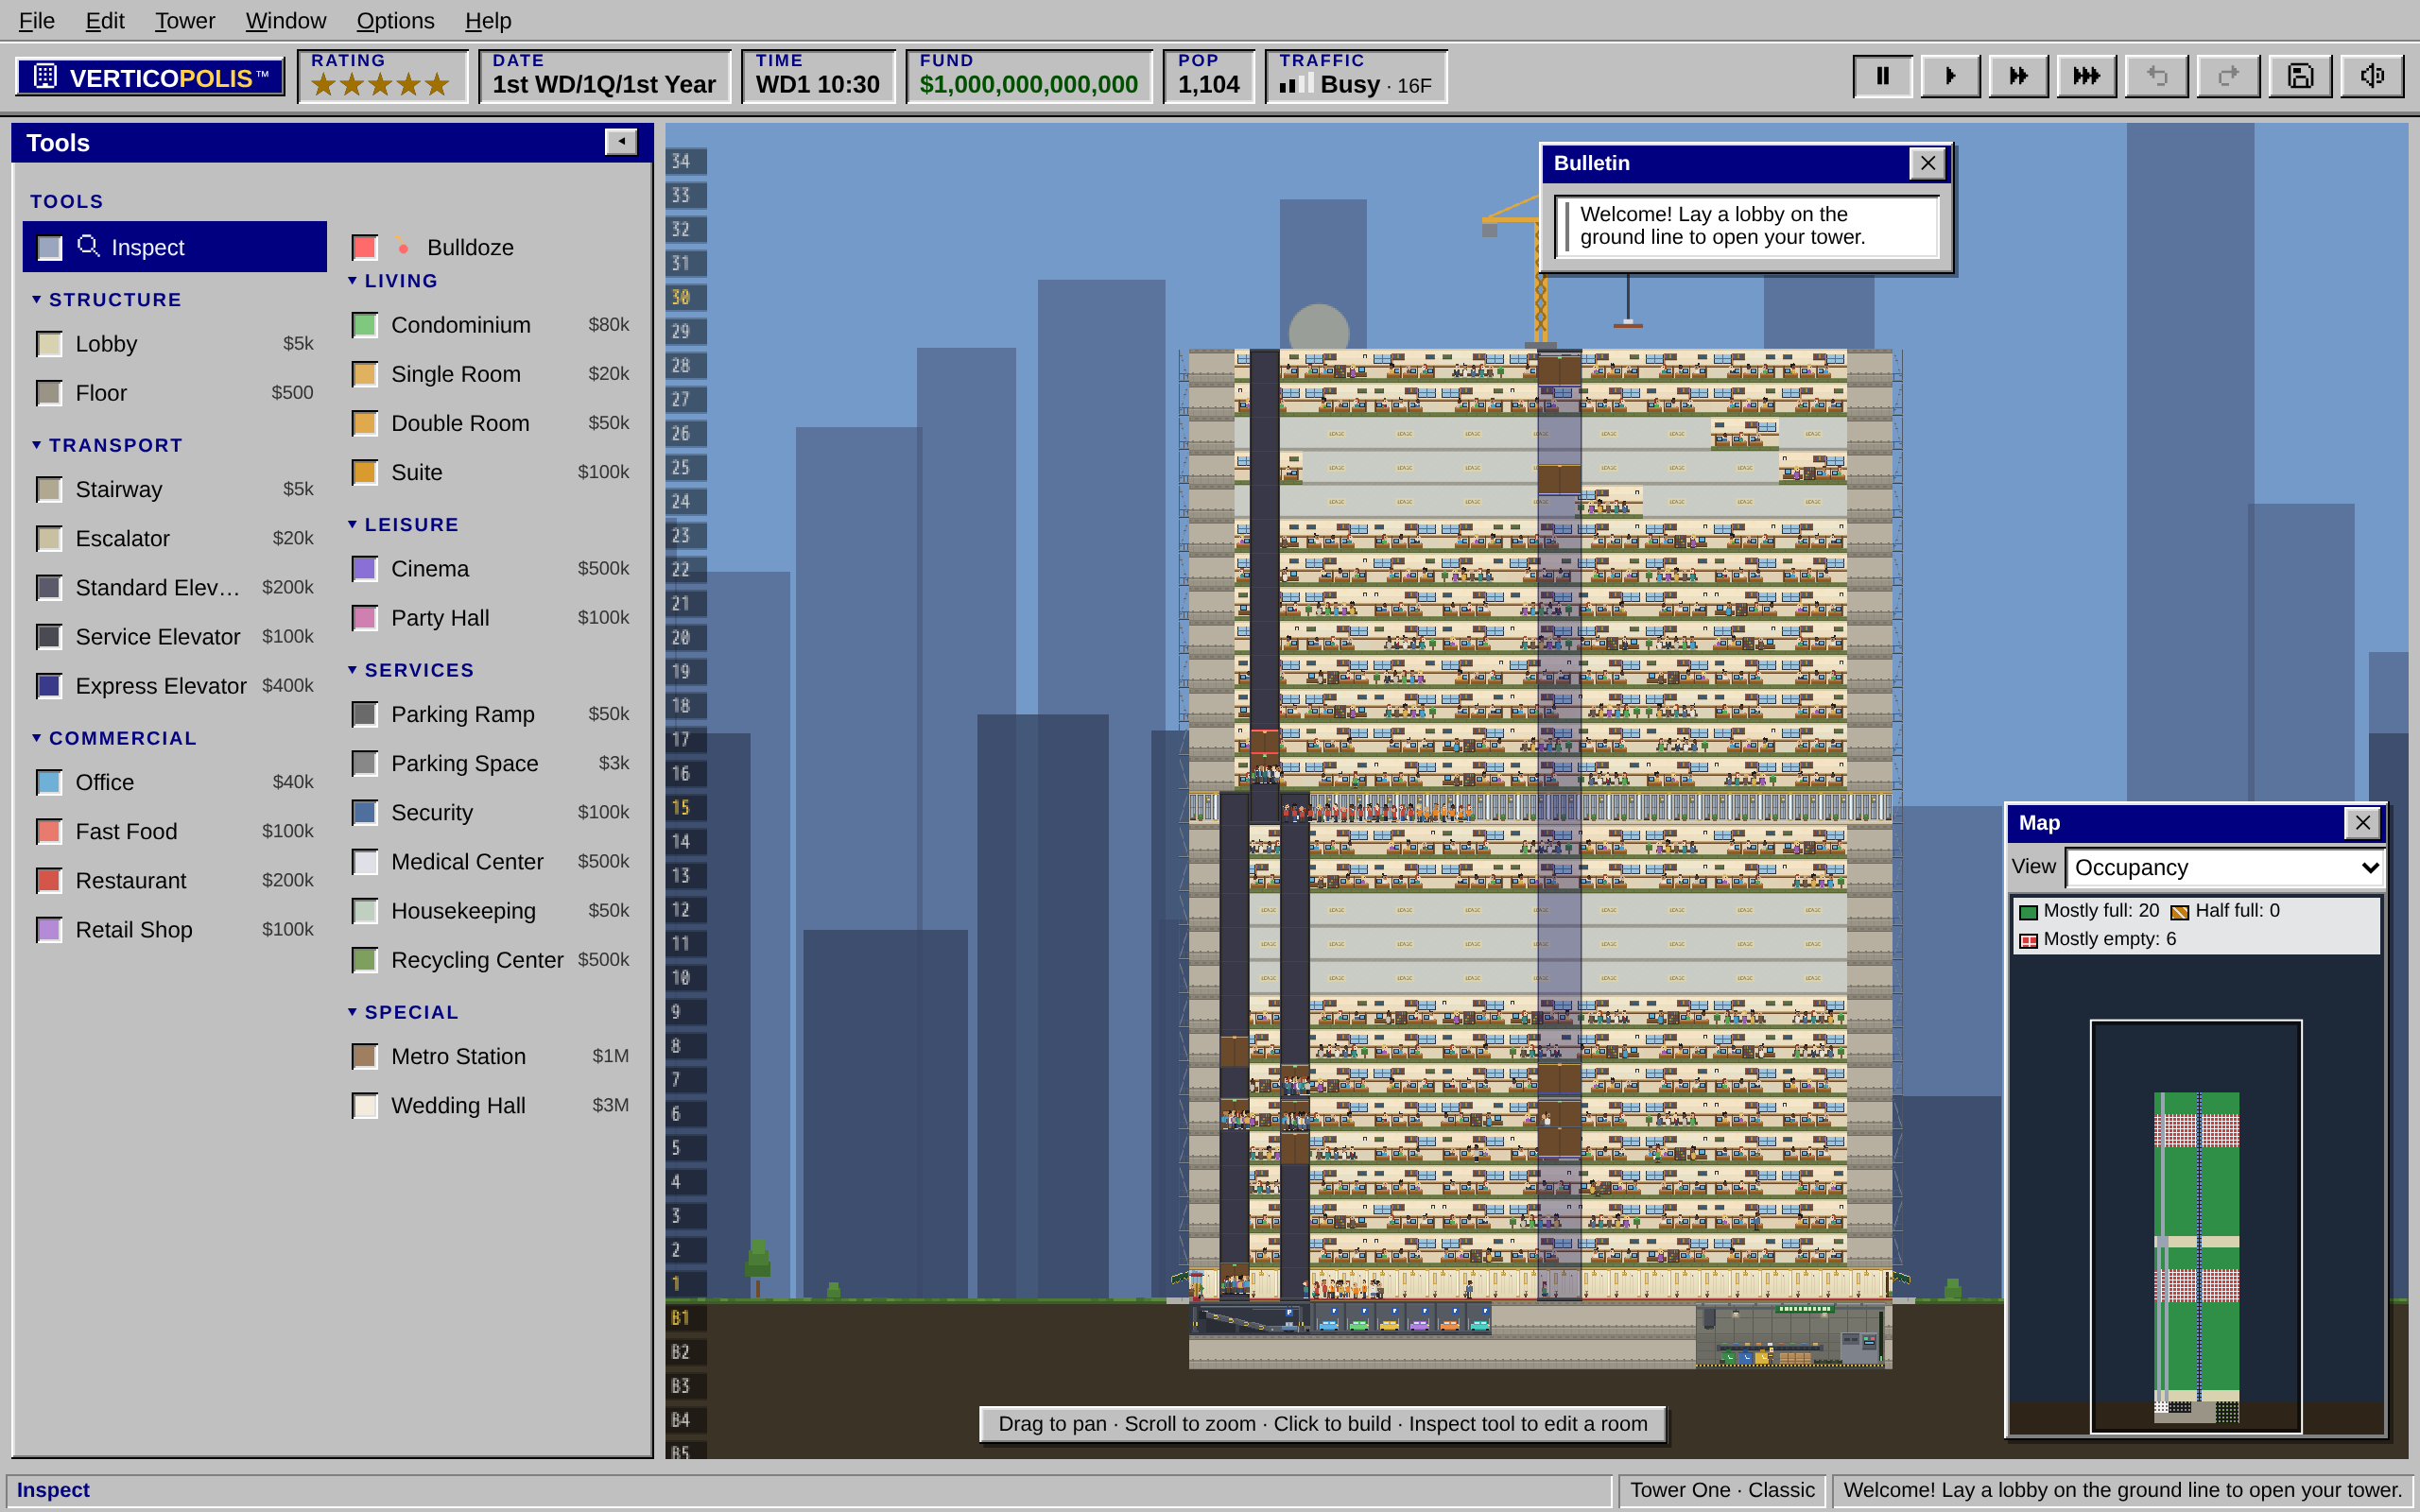 File Edit Tower Window Options Help
VERTICOPOLIS™
RATING
★★★★★
DATE
1st WD/1Q/1st Year
TIME
WD1 10:30
FUND
$1,000,000,000,000
POP
1,104
TRAFFIC
Busy · 16F
Tools
TOOLS
Inspect
Bulldoze
STRUCTURE
Lobby $5k
Floor $500
TRANSPORT
Stairway $5k
Escalator $20k
Standard Elev… $200k
Service Elevator $100k
Express Elevator $400k
COMMERCIAL
Office $40k
Fast Food $100k
Restaurant $200k
Retail Shop $100k
LIVING
Condominium $80k
Single Room $20k
Double Room $50k
Suite $100k
LEISURE
Cinema $500k
Party Hall $100k
SERVICES
Parking Ramp $50k
Parking Space $3k
Security $100k
Medical Center $500k
Housekeeping $50k
Recycling Center $500k
SPECIAL
Metro Station $1M
Wedding Hall $3M
34
33
32
31
30
29
28
27
26
25
24
23
22
21
20
19
18
17
16
15
14
13
12
11
10
9
8
7
6
5
4
3
2
1
B1
B2
B3
B4
B5
Bulletin
Welcome! Lay a lobby on the
ground line to open your tower.
Map
View Occupancy
Mostly full: 20 Half full: 0
Mostly empty: 6
Drag to pan · Scroll to zoom · Click to build · Inspect tool to edit a room
Inspect
Tower One · Classic
Welcome! Lay a lobby on the ground line to open your tower.